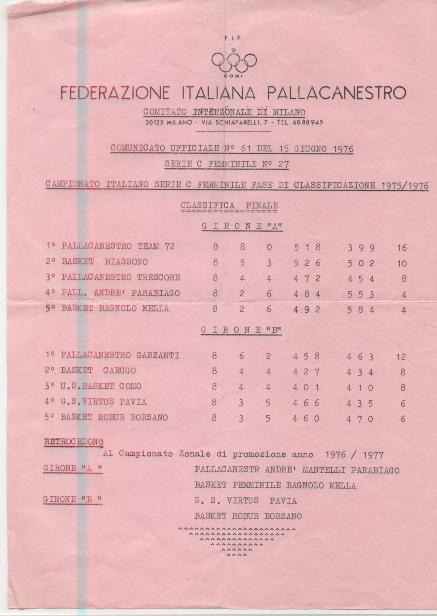 F.I.P.
CONI
FEDERAZIONE ITALIANA PALLACANESTRO
COMITATO INTERZONALE DI MILANO
20125 MILANO - VIA SCHIAPARELLI, 7 - TEL. 6888945
COMUNICATO UFFICIALE N° 61 DEL 15 GIUGNO 1976
SERIE C FEMMINILE N° 27
CAMPIONATO ITALIANO SERIE C FEMMINILE FASE DI CLASSIFICAZIONE 1975/1976
CLASSIFICA FINALE
GIRONE "A"
1° PALLACANESTRO TEAM 72 8 8 0 518 399 16
2° BASKET BIASSONO 8 5 3 526 502 10
3° PALLACANESTRO TRESCORE 8 4 4 472 454 8
4° PALL. ANDRE' PARABIAGO 8 2 6 484 553 4
5° BASKET BAGNOLO MELLA 8 2 6 492 584 4
GIRONE "B"
1° PALLACANESTRO GARZANTI 8 6 2 458 463 12
2° BASKET CARUGO 8 4 4 427 434 8
3° U.S.BASKET COMO 8 4 4 401 410 8
4° G.S.VIRTUS PAVIA 8 3 5 466 435 6
5° BASKET ROBUR BORSANO 8 3 5 460 470 6
RETROCEDONO
Al Campionato Zonale di promozione anno 1976 / 1977
GIRONE "A " PALLACANESTR ANDRE' MANTELLI PARABIAGO
BASKET FEMMINILE BAGNOLO MELLA
GIRONE "B " G. S. VIRTUS PAVIA
BASKET ROBUR BORSANO